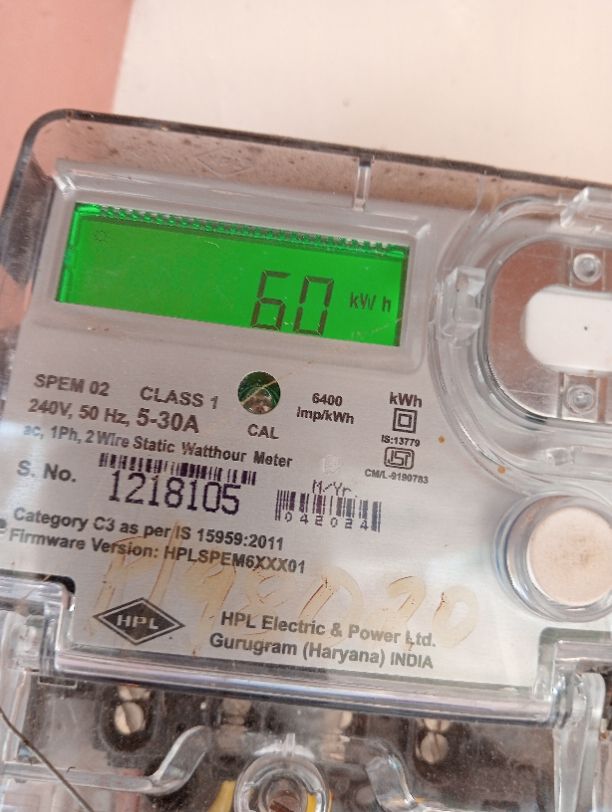 60 kWh
SPEM 02 CLASS 1
240V, 50 Hz, 5-30A
CAL
6400
imp/kWh
kWh
IS:13779
ISI
CM/L-9190783
ac, 1Ph, 2 Wire Static Watthour Meter
S. No.
1218105
M/Yr.
042024
Category C3 as per IS 15959:2011
Firmware Version: HPLSPEM6XXX01
HPL
HPL Electric & Power Ltd.
Gurugram (Haryana) INDIA